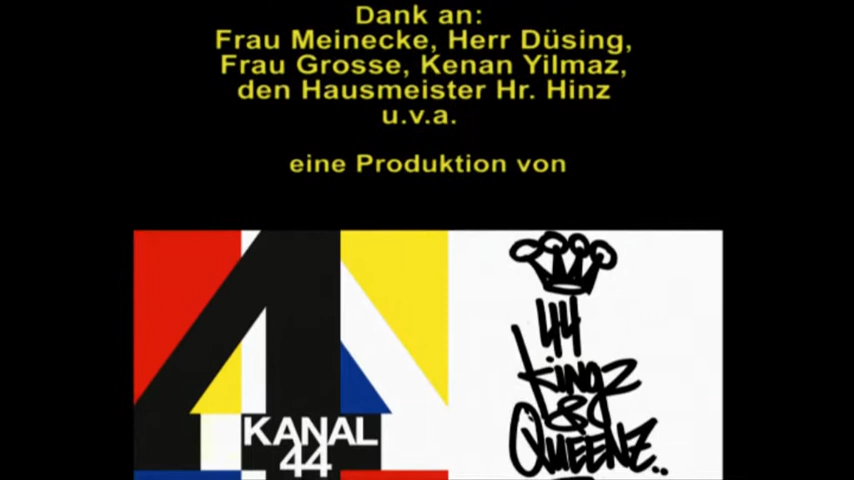 Dank an:
Frau Meinecke, Herr Düsing,
Frau Grosse, Kenan Yilmaz,
den Hausmeister Hr. Hinz
u.v.a.
eine Produktion von
4
KANAL
44
44
Kingz
&
Queenz..